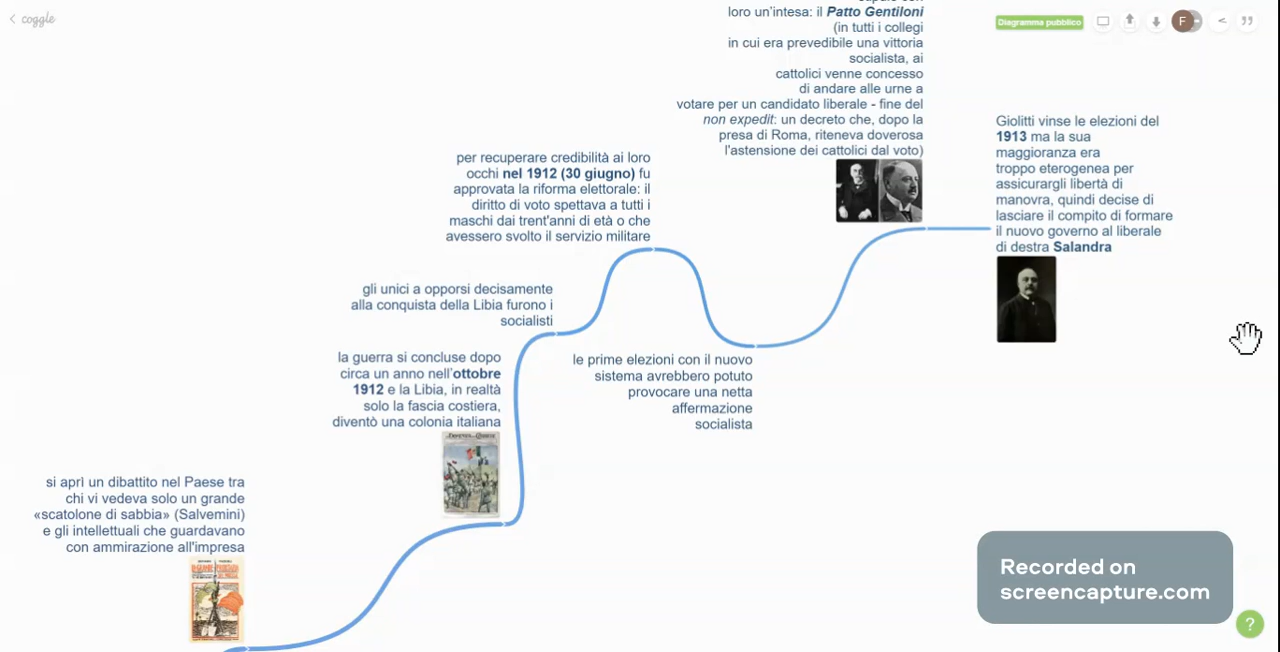 coggle
si aprì un dibattito nel Paese tra
chi vi vedeva solo un grande
«scatolone di sabbia» (Salvemini)
e gli intellettuali che guardavano
con ammirazione all'impresa
la guerra si concluse dopo
circa un anno nell'ottobre
1912 e la Libia, in realtà
solo la fascia costiera,
diventò una colonia italiana
gli unici a opporsi decisamente
alla conquista della Libia furono i
socialisti
per recuperare credibilità ai loro
occhi nel 1912 (30 giugno) fu
approvata la riforma elettorale: il
diritto di voto spettava a tutti i
maschi dai trent'anni di età o che
avessero svolto il servizio militare
le prime elezioni con il nuovo
sistema avrebbero potuto
provocare una netta
affermazione
socialista
loro un'intesa: il Patto Gentiloni
(in tutti i collegi
in cui era prevedibile una vittoria
socialista, ai
cattolici venne concesso
di andare alle urne a
votare per un candidato liberale - fine del
non expedit: un decreto che, dopo la
presa di Roma, riteneva doverosa
l'astensione dei cattolici dal voto)
Giolitti vinse le elezioni del
1913 ma la sua
maggioranza era
troppo eterogenea per
assicurargli libertà di
manovra, quindi decise di
lasciare il compito di formare
il nuovo governo al liberale
di destra Salandra
Diagramma pubblico
F
Recorded on
screencapture.com
?